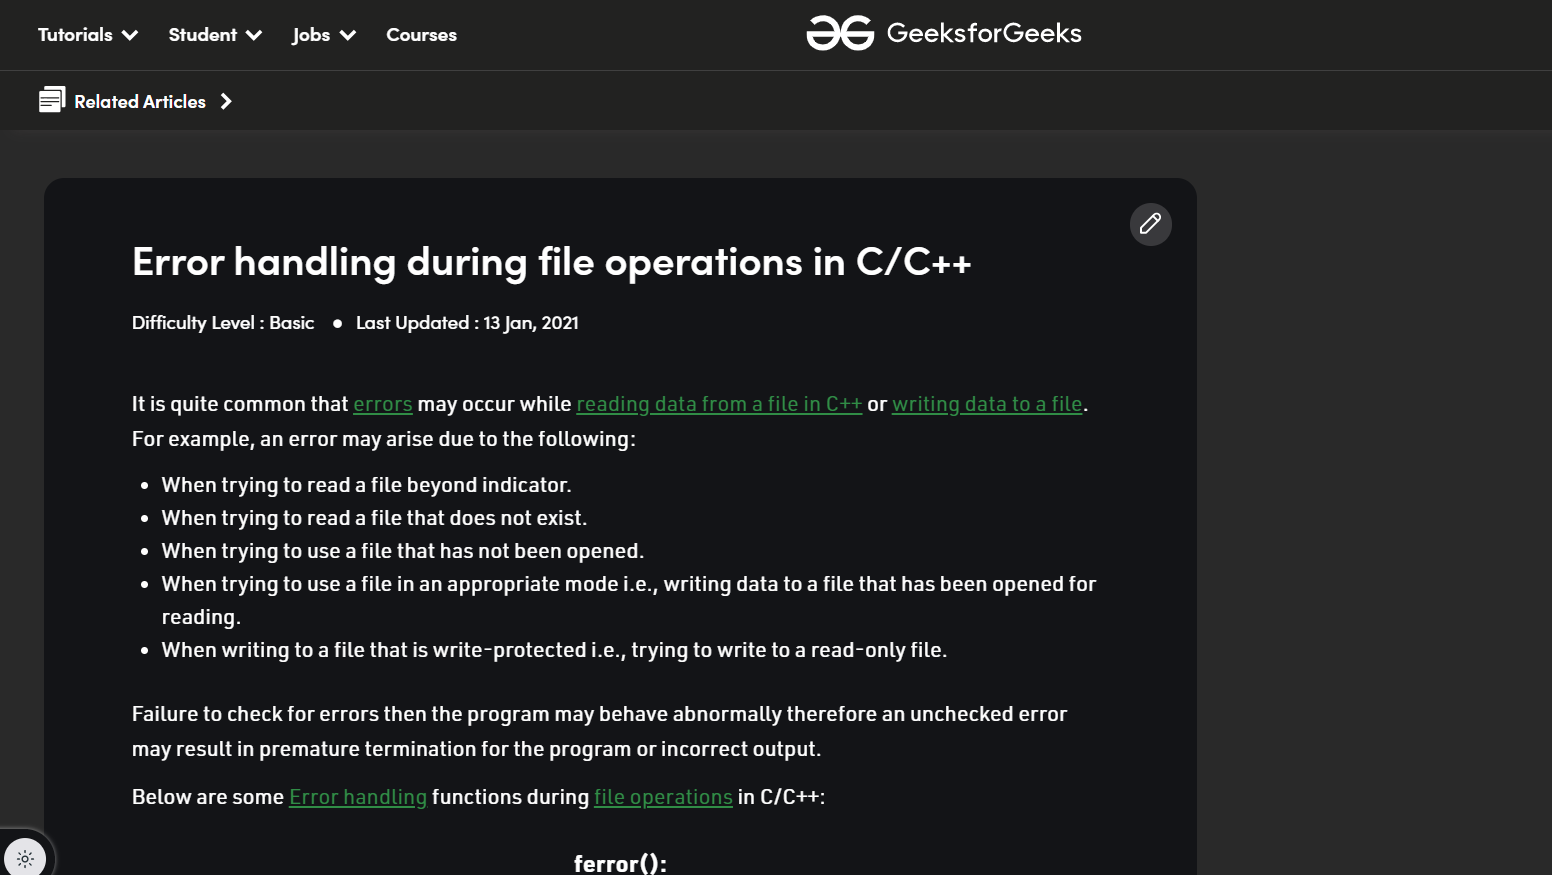 Tutorials Student Jobs Courses GeeksforGeeks
Related Articles
Error handling during file operations in C/C++
Difficulty Level : Basic ● Last Updated : 13 Jan, 2021
It is quite common that errors may occur while reading data from a file in C++ or writing data to a file.
For example, an error may arise due to the following:
• When trying to read a file beyond indicator.
• When trying to read a file that does not exist.
• When trying to use a file that has not been opened.
• When trying to use a file in an appropriate mode i.e., writing data to a file that has been opened for
reading.
• When writing to a file that is write-protected i.e., trying to write to a read-only file.
Failure to check for errors then the program may behave abnormally therefore an unchecked error
may result in premature termination for the program or incorrect output.
Below are some Error handling functions during file operations in C/C++:
ferror():